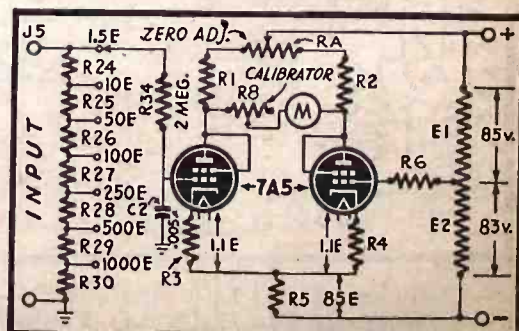 J5
1.5E
ZERO ADJ.
RA
+
R24
10E
R25
50E
R26
100E
R27
250E
R28
500E
R29
1000E
R30
INPUT
R34
2 MEG.
C2
.005
R1
R8
CALIBRATOR
M
R2
7A5
R6
E1
85v.
E2
83v.
1.1E
1.1E
R3
R4
R5
85E
−